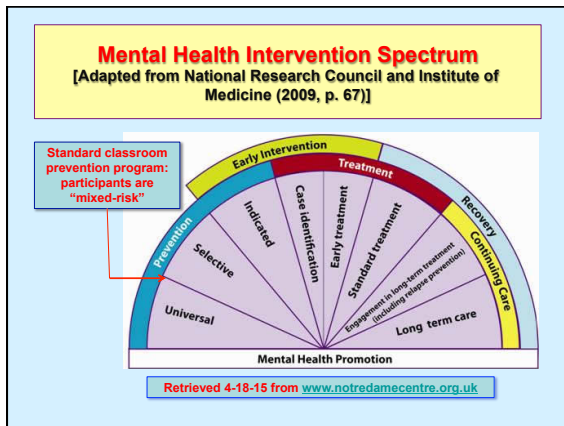 Mental Health Intervention Spectrum
[Adapted from National Research Council and Institute of
Medicine (2009, p. 67)]
Standard classroom
prevention program:
participants are
“mixed-risk”
Early Intervention
Treatment
Recovery
Prevention
Continuing Care
Universal
Selective
Indicated
Case identification
Early treatment
Standard treatment
Engagement in long-term treatment
(including relapse prevention)
Long term care
Mental Health Promotion
Retrieved 4-18-15 from www.notredamecentre.org.uk